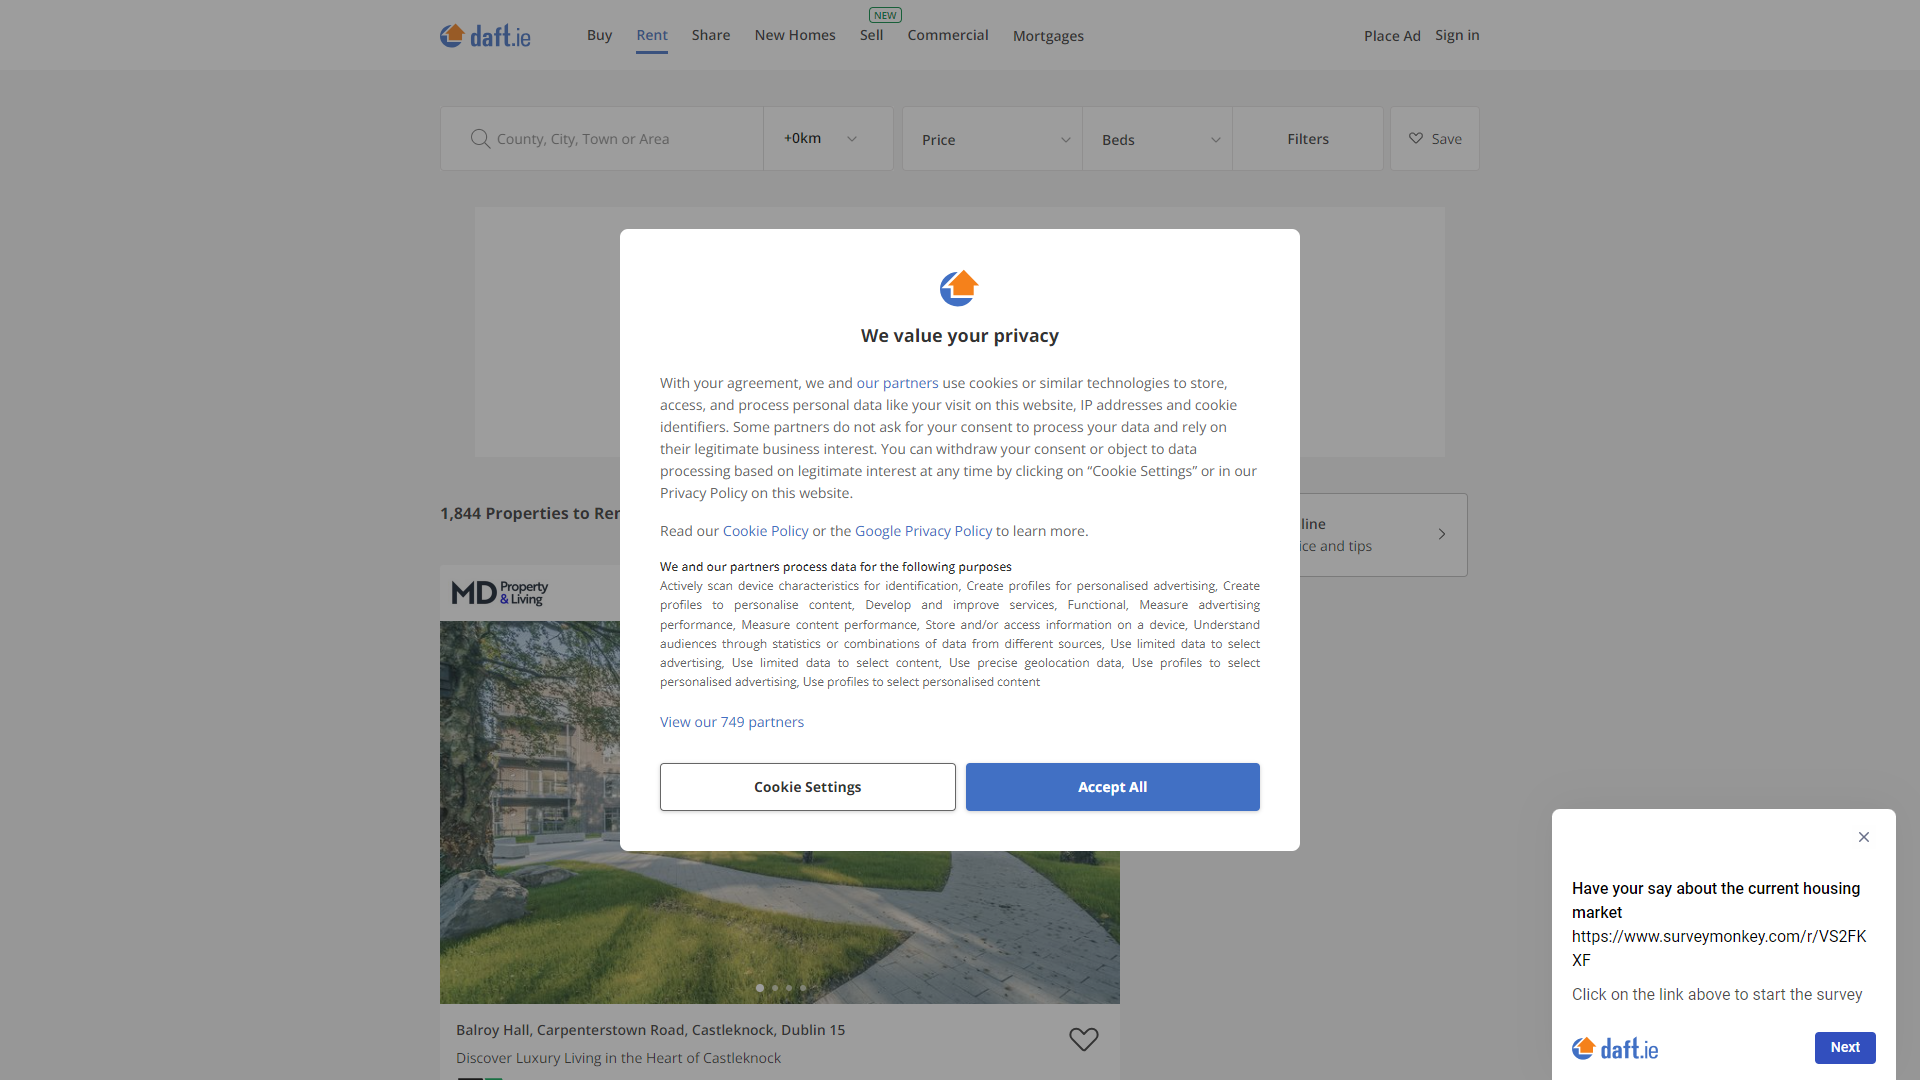 daft.ie
Buy
Rent
Share
New Homes
NEW
Sell
Commercial
Mortgages
Place Ad
Sign in
County, City, Town or Area
+0km
Price
Beds
Filters
Save
We value your privacy
With your agreement, we and our partners use cookies or similar technologies to store,
access, and process personal data like your visit on this website, IP addresses and cookie
identifiers. Some partners do not ask for your consent to process your data and rely on
their legitimate business interest. You can withdraw your consent or object to data
processing based on legitimate interest at any time by clicking on “Cookie Settings” or in our
Privacy Policy on this website.
Read our Cookie Policy or the Google Privacy Policy to learn more.
We and our partners process data for the following purposes
Actively scan device characteristics for identification, Create profiles for personalised advertising, Create
profiles to personalise content, Develop and improve services, Functional, Measure advertising
performance, Measure content performance, Store and/or access information on a device, Understand
audiences through statistics or combinations of data from different sources, Use limited data to select
advertising, Use limited data to select content, Use precise geolocation data, Use profiles to select
personalised advertising, Use profiles to select personalised content
View our 749 partners
Cookie Settings
Accept All
1,844 Properties to
line
and tips
MD Property
& Living
Balroy Hall, Carpenterstown Road, Castleknock, Dublin 15
Discover Luxury Living in the Heart of Castleknock
Have your say about the current housing
market
https://www.surveymonkey.com/r/VS2FK
XF
Click on the link above to start the survey
daft.ie
Next